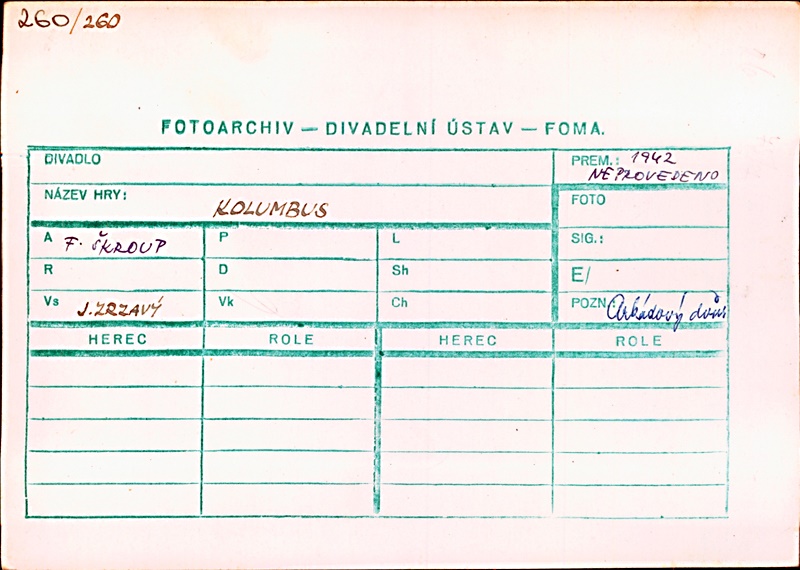 260/260
FOTOARCHIV — DIVADELNÍ ÚSTAV — FOMA.
DIVADLO
PREM.: 1942
NEPROVEDENO
NÁZEV HRY: KOLUMBUS
FOTO
A F. ŠKROUP P L SIG.:
R D Sh E/
Vs J. ZRZAVÝ Vk Ch POZN. Arkádový dvůr
HEREC ROLE HEREC ROLE